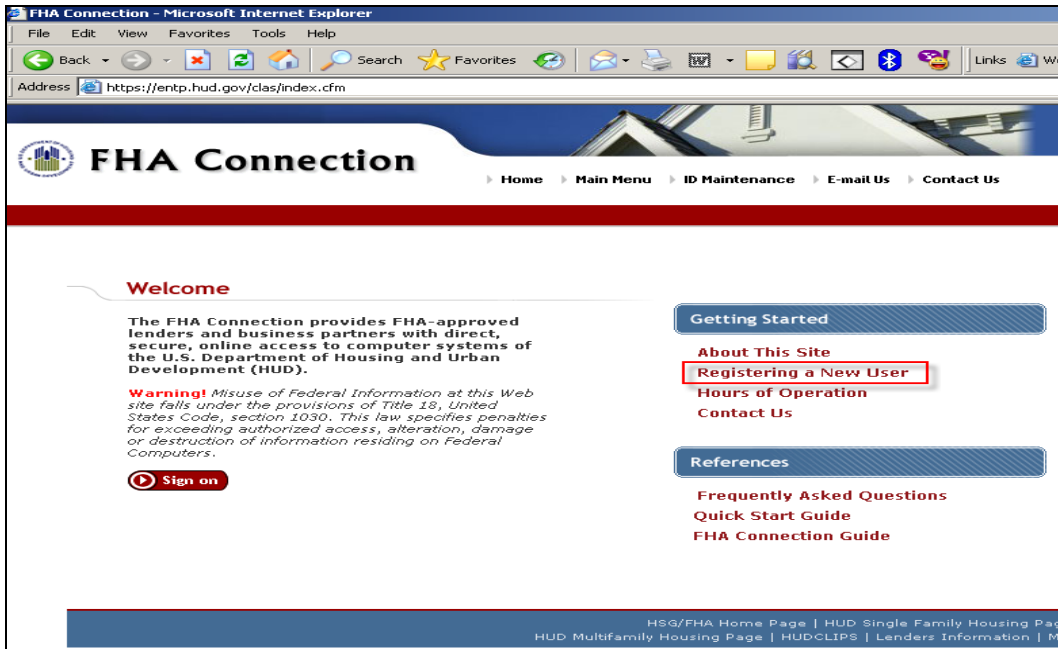 FHA Connection - Microsoft Internet Explorer
File Edit View Favorites Tools Help
Back Search Favorites Links
Address https://entp.hud.gov/clas/index.cfm
FHA Connection
Home Main Menu ID Maintenance E-mail Us Contact Us
Welcome
The FHA Connection provides FHA-approved
lenders and business partners with direct,
secure, online access to computer systems of
the U.S. Department of Housing and Urban
Development (HUD).
Warning! Misuse of Federal Information at this Web
site falls under the provisions of Title 18, United
States Code, section 1030. This law specifies penalties
for exceeding authorized access, alteration, damage
or destruction of information residing on Federal
Computers.
Sign on
Getting Started
About This Site
Registering a New User
Hours of Operation
Contact Us
References
Frequently Asked Questions
Quick Start Guide
FHA Connection Guide
HSG/FHA Home Page | HUD Single Family Housing Pag
HUD Multifamily Housing Page | HUDCLIPS | Lenders Information | M